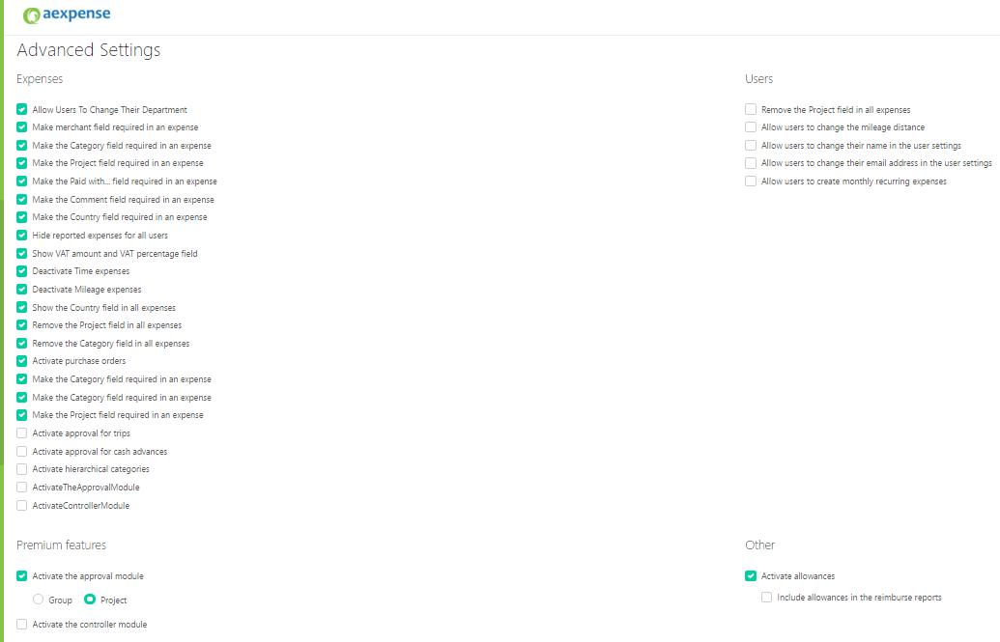 aexpense
Advanced Settings
Expenses
Allow Users To Change Their Department
Make merchant field required in an expense
Make the Category field required in an expense
Make the Project field required in an expense
Make the Paid with... field required in an expense
Make the Comment field required in an expense
Make the Country field required in an expense
Hide reported expenses for all users
Show VAT amount and VAT percentage field
Deactivate Time expenses
Deactivate Mileage expenses
Show the Country field in all expenses
Remove the Project field in all expenses
Remove the Category field in all expenses
Activate purchase orders
Make the Category field required in an expense
Make the Category field required in an expense
Make the Project field required in an expense
Activate approval for trips
Activate approval for cash advances
Activate hierarchical categories
ActivateTheApprovalModule
ActivateControllerModule
Users
Remove the Project field in all expenses
Allow users to change the mileage distance
Allow users to change their name in the user settings
Allow users to change their email address in the user settings
Allow users to create monthly recurring expenses
Premium features
Activate the approval module
Group Project
Activate the controller module
Other
Activate allowances
Include allowances in the reimburse reports